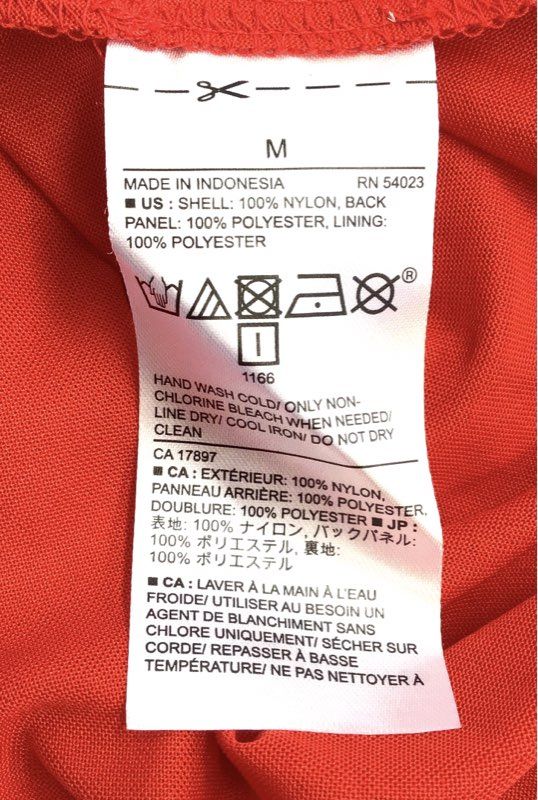 M
MADE IN INDONESIA RN 54023
■ US : SHELL: 100% NYLON, BACK
PANEL: 100% POLYESTER, LINING:
100% POLYESTER
®
1166
HAND WASH COLD/ ONLY NON-
CHLORINE BLEACH WHEN NEEDED/
LINE DRY/ COOL IRON/ DO NOT DRY
CLEAN
CA 17897
■ CA : EXTÉRIEUR: 100% NYLON,
PANNEAU ARRIÈRE: 100% POLYESTER,
DOUBLURE: 100% POLYESTER ■ JP :
表地: 100% ナイロン, バックパネル:
100% ポリエステル, 裏地:
100% ポリエステル
■ CA : LAVER À LA MAIN À L'EAU
FROIDE/ UTILISER AU BESOIN UN
AGENT DE BLANCHIMENT SANS
CHLORE UNIQUEMENT/ SÉCHER SUR
CORDE/ REPASSER À BASSE
TEMPÉRATURE/ NE PAS NETTOYER À